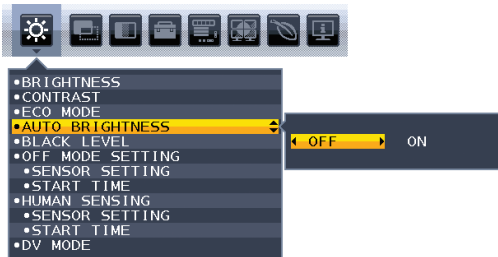 •BRIGHTNESS
•CONTRAST
•ECO MODE
•AUTO BRIGHTNESS
OFF ON
•BLACK LEVEL
•OFF MODE SETTING
•SENSOR SETTING
•START TIME
•HUMAN SENSING
•SENSOR SETTING
•START TIME
•DV MODE